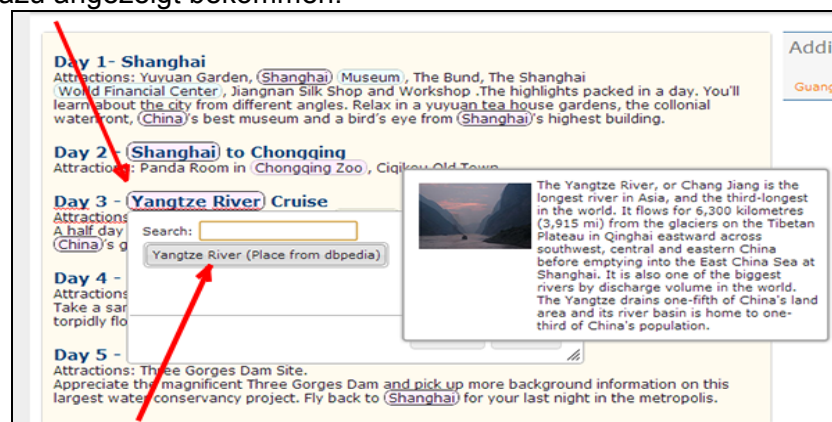 dazu angezeigt bekommen.
Day 1- Shanghai
Attractions: Yuyuan Garden, Shanghai Museum, The Bund, The Shanghai
World Financial Center, Jiangnan Silk Shop and Workshop .The highlights packed in a day. You'll
learn about the city from different angles. Relax in a yuyuan tea house gardens, the collonial
waterfront, China's best museum and a bird's eye from Shanghai's highest building.
Day 2 - Shanghai to Chongqing
Attractions: Panda Room in Chongqing Zoo, Ciqikou Old Town
Day 3 - Yangtze River Cruise
Attractions
A half day
China's g
Search:
Yangtze River (Place from dbpedia)
The Yangtze River, or Chang Jiang is the
longest river in Asia, and the third-longest
in the world. It flows for 6,300 kilometres
(3,915 mi) from the glaciers on the Tibetan
Plateau in Qinghai eastward across
southwest, central and eastern China
before emptying into the East China Sea at
Shanghai. It is also one of the biggest
rivers by discharge volume in the world.
The Yangtze drains one-fifth of China's land
area and its river basin is home to one-
third of China's population.
Day 4 -
Attractions
Take a sam
torpidly flo
Day 5 -
Attractions: Three Gorges Dam Site.
Appreciate the magnificent Three Gorges Dam and pick up more background information on this
largest water conservancy project. Fly back to Shanghai for your last night in the metropolis.
Addi
Guang